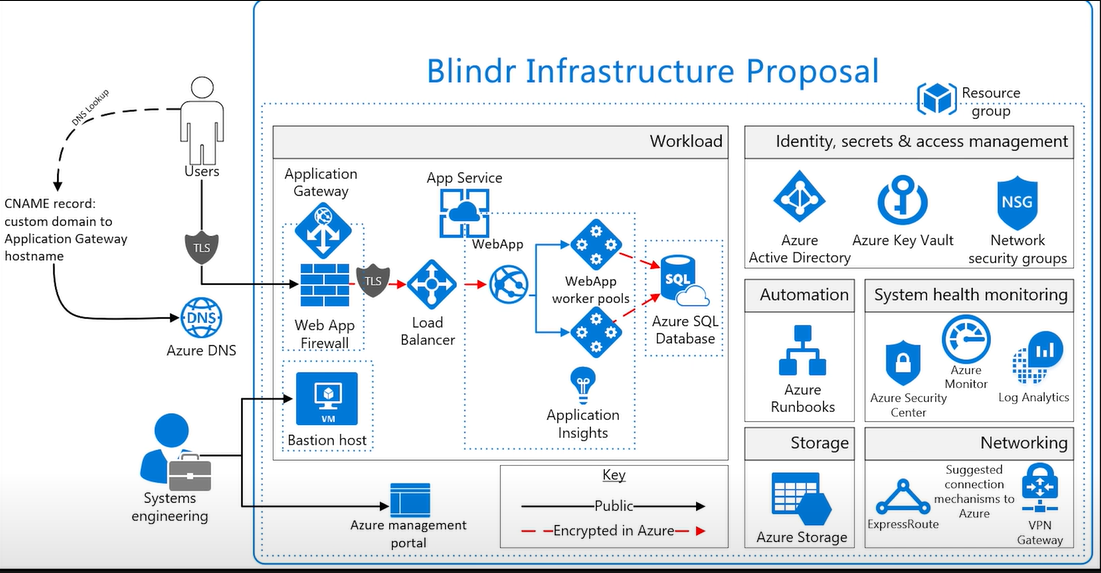 Blindr Infrastructure Proposal
Resource
group
DNS Lookup
Users
CNAME record:
custom domain to
Application Gateway
hostname
TLS
DNS
Azure DNS
Systems
engineering
Workload
Application
Gateway
App Service
WebApp
TLS
Web App
Firewall
Load
Balancer
WebApp
worker pools
SQL
Azure SQL
Database
Application
Insights
VM
Bastion host
Azure management
portal
Key
Public
Encrypted in Azure
Identity, secrets & access management
Azure
Active Directory
Azure Key Vault
NSG
Network
security groups
Automation
Azure
Runbooks
System health monitoring
Azure Security
Center
Azure
Monitor
Log Analytics
Storage
Azure Storage
Networking
ExpressRoute
Suggested
connection
mechanisms to
Azure
VPN
Gateway